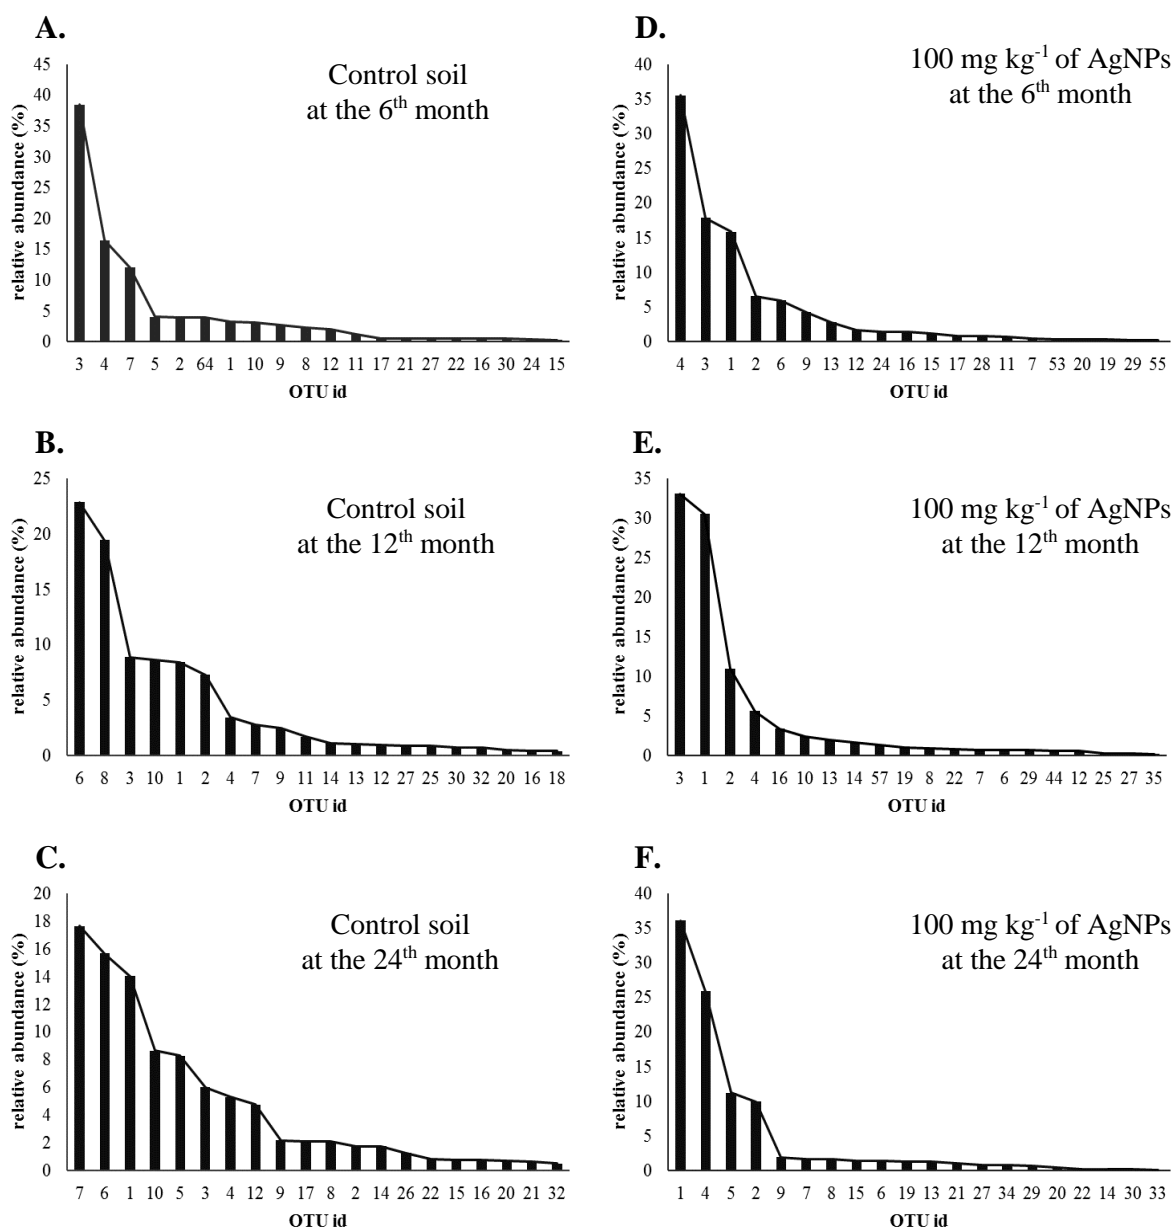 A.
Control soil
at the 6th month
relative abundance (%)
45
40
35
30
25
20
15
10
5
0
3 4 7 5 2 64 1 10 9 8 12 11 17 21 27 22 16 30 24 15
OTU id
D.
100 mg kg-1 of AgNPs
at the 6th month
relative abundance (%)
40
35
30
25
20
15
10
5
0
4 3 1 2 6 9 13 12 24 16 15 17 28 11 7 53 20 19 29 55
OTU id
B.
Control soil
at the 12th month
relative abundance (%)
25
20
15
10
5
0
6 8 3 10 1 2 4 7 9 11 14 13 12 27 25 30 32 20 16 18
OTU id
E.
100 mg kg-1 of AgNPs
at the 12th month
relative abundance (%)
35
30
25
20
15
10
5
0
3 1 2 4 16 10 13 14 57 19 8 22 7 6 29 44 12 25 27 35
OTU id
C.
Control soil
at the 24th month
relative abundance (%)
20
18
16
14
12
10
8
6
4
2
0
7 6 1 10 5 3 4 12 9 17 8 2 14 26 22 15 16 20 21 32
OTU id
F.
100 mg kg-1 of AgNPs
at the 24th month
relative abundance (%)
40
35
30
25
20
15
10
5
0
1 4 5 2 9 7 8 15 6 19 13 21 27 34 29 20 22 14 30 33
OTU id